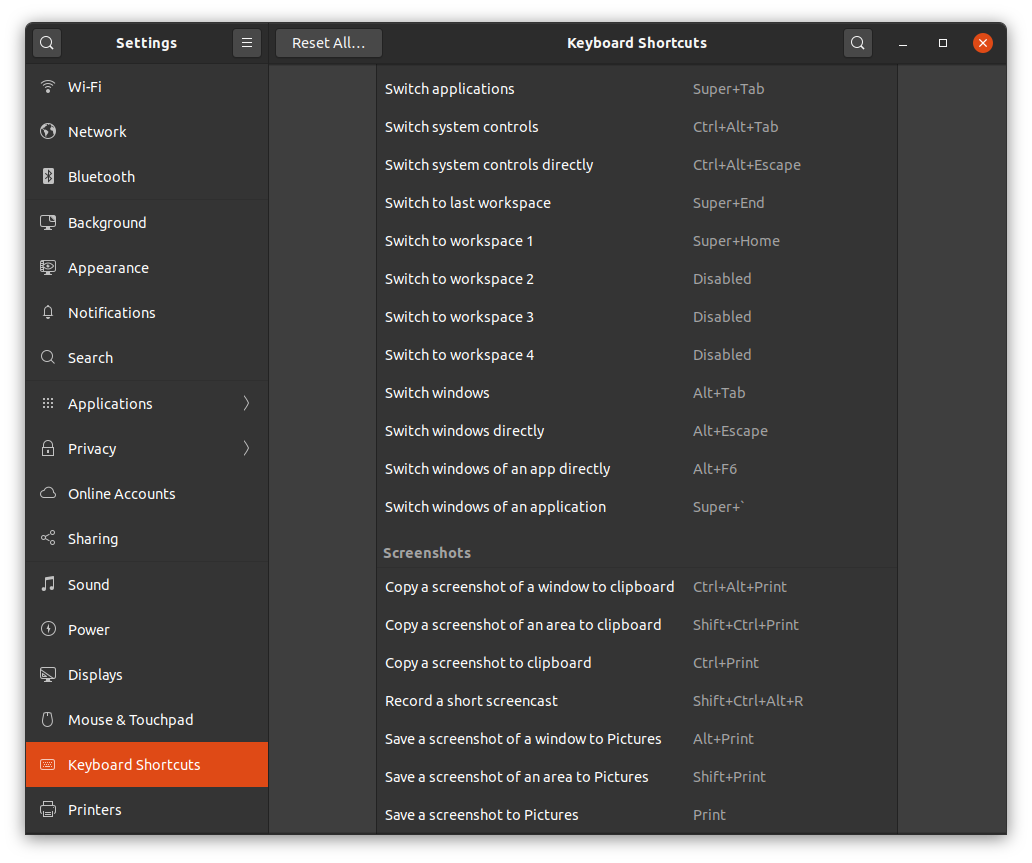 Settings
Reset All...
Keyboard Shortcuts
Wi-Fi
Network
Bluetooth
Background
Appearance
Notifications
Search
Applications
Privacy
Online Accounts
Sharing
Sound
Power
Displays
Mouse & Touchpad
Keyboard Shortcuts
Printers
Switch applications Super+Tab
Switch system controls Ctrl+Alt+Tab
Switch system controls directly Ctrl+Alt+Escape
Switch to last workspace Super+End
Switch to workspace 1 Super+Home
Switch to workspace 2 Disabled
Switch to workspace 3 Disabled
Switch to workspace 4 Disabled
Switch windows Alt+Tab
Switch windows directly Alt+Escape
Switch windows of an app directly Alt+F6
Switch windows of an application Super+`
Screenshots
Copy a screenshot of a window to clipboard Ctrl+Alt+Print
Copy a screenshot of an area to clipboard Shift+Ctrl+Print
Copy a screenshot to clipboard Ctrl+Print
Record a short screencast Shift+Ctrl+Alt+R
Save a screenshot of a window to Pictures Alt+Print
Save a screenshot of an area to Pictures Shift+Print
Save a screenshot to Pictures Print